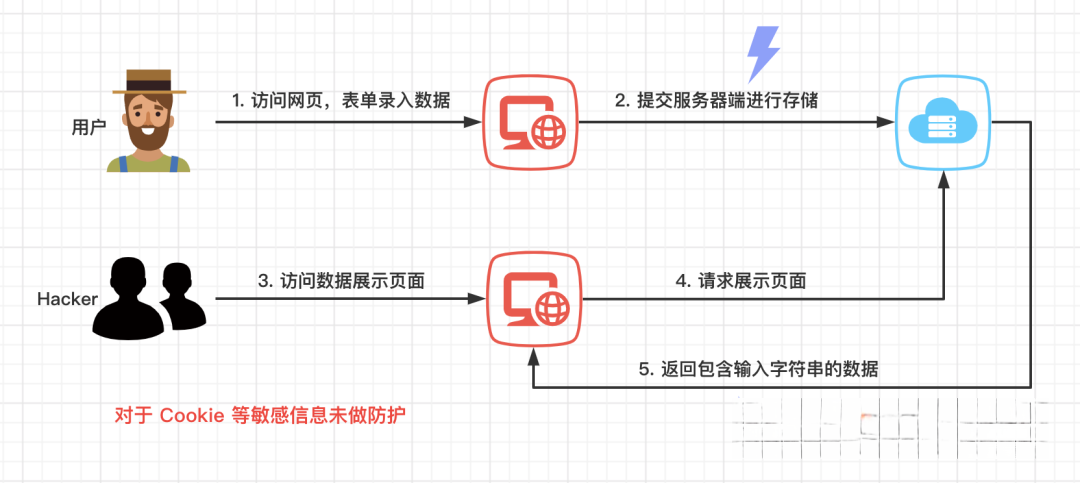 1. 访问网页，表单录入数据
2. 提交服务器端进行存储
用户
3. 访问数据展示页面
4. 请求展示页面
Hacker
5. 返回包含输入字符串的数据
对于 Cookie 等敏感信息未做防护